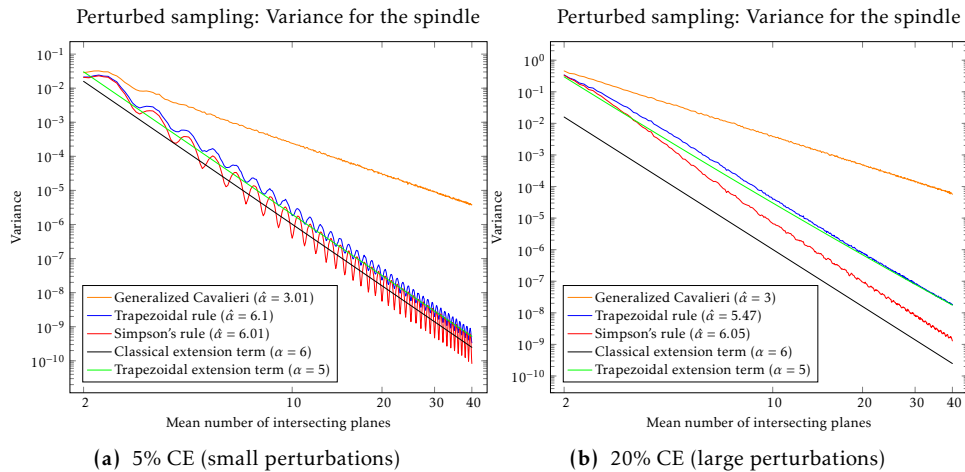 Perturbed sampling: Variance for the spindle
10⁻¹
10⁻²
10⁻³
10⁻⁴
10⁻⁵
10⁻⁶
10⁻⁷
10⁻⁸
10⁻⁹
10⁻¹⁰
Variance
Generalized Cavalieri (α̂ = 3.01)
Trapezoidal rule (α̂ = 6.1)
Simpson's rule (α̂ = 6.01)
Classical extension term (α = 6)
Trapezoidal extension term (α = 5)
2 10 20 30 40
Mean number of intersecting planes
(a) 5% CE (small perturbations)
Perturbed sampling: Variance for the spindle
10⁰
10⁻¹
10⁻²
10⁻³
10⁻⁴
10⁻⁵
10⁻⁶
10⁻⁷
10⁻⁸
10⁻⁹
10⁻¹⁰
Variance
Generalized Cavalieri (α̂ = 3)
Trapezoidal rule (α̂ = 5.47)
Simpson's rule (α̂ = 6.05)
Classical extension term (α = 6)
Trapezoidal extension term (α = 5)
2 10 20 30 40
Mean number of intersecting planes
(b) 20% CE (large perturbations)